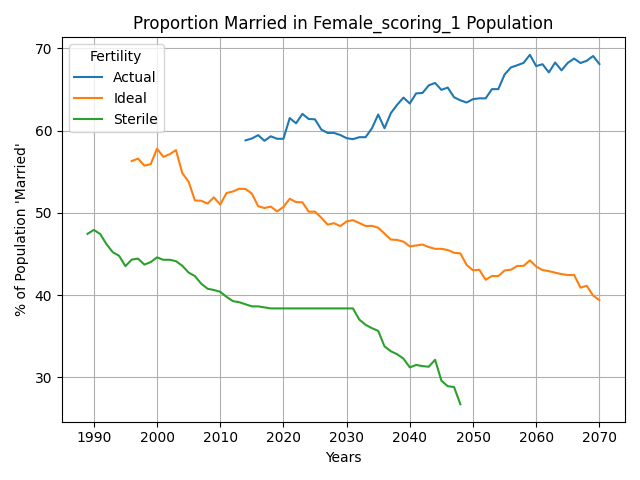 Proportion Married in Female_scoring_1 Population
Fertility
Actual
Ideal
Sterile
% of Population 'Married'
70
60
50
40
30
1990 2000 2010 2020 2030 2040 2050 2060 2070
Years